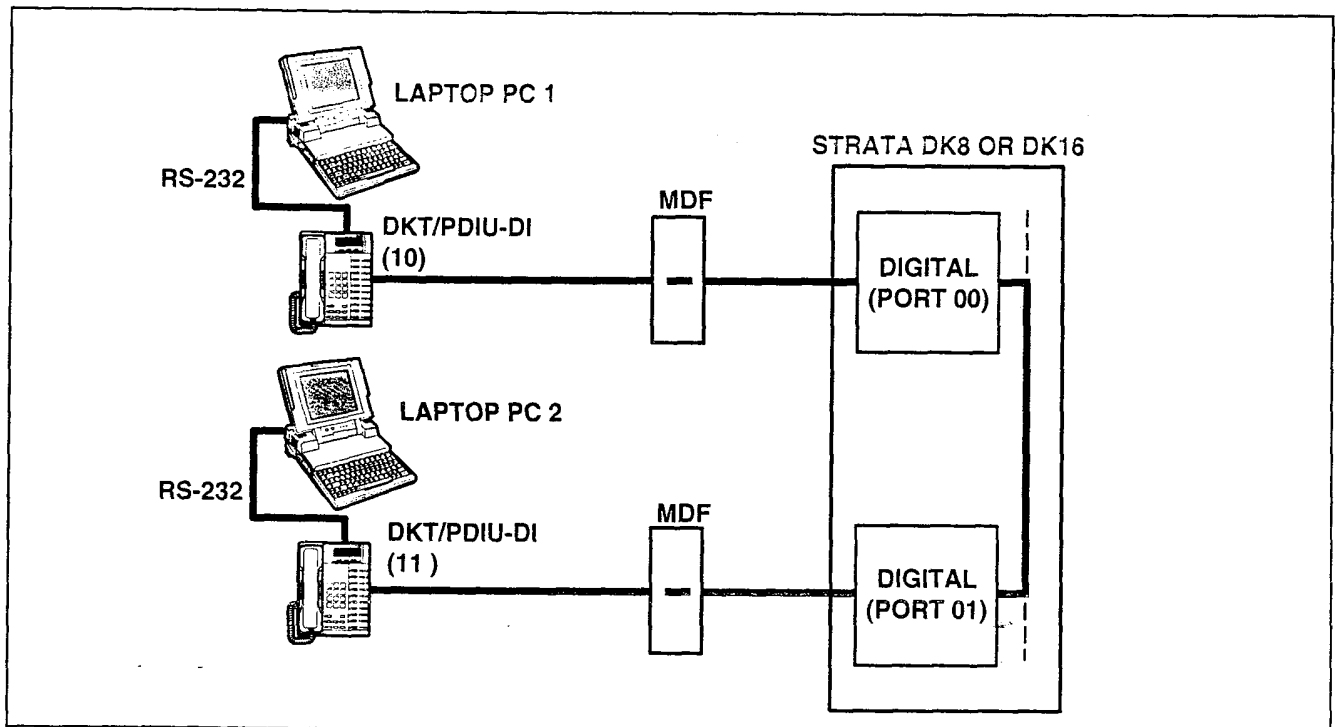 LAPTOP PC 1
STRATA DK8 OR DK16
RS-232
MDF
DKT/PDIU-DI
(10)
DIGITAL
(PORT 00)
LAPTOP PC 2
RS-232
MDF
DKT/PDIU-DI
(11 )
DIGITAL
(PORT 01)